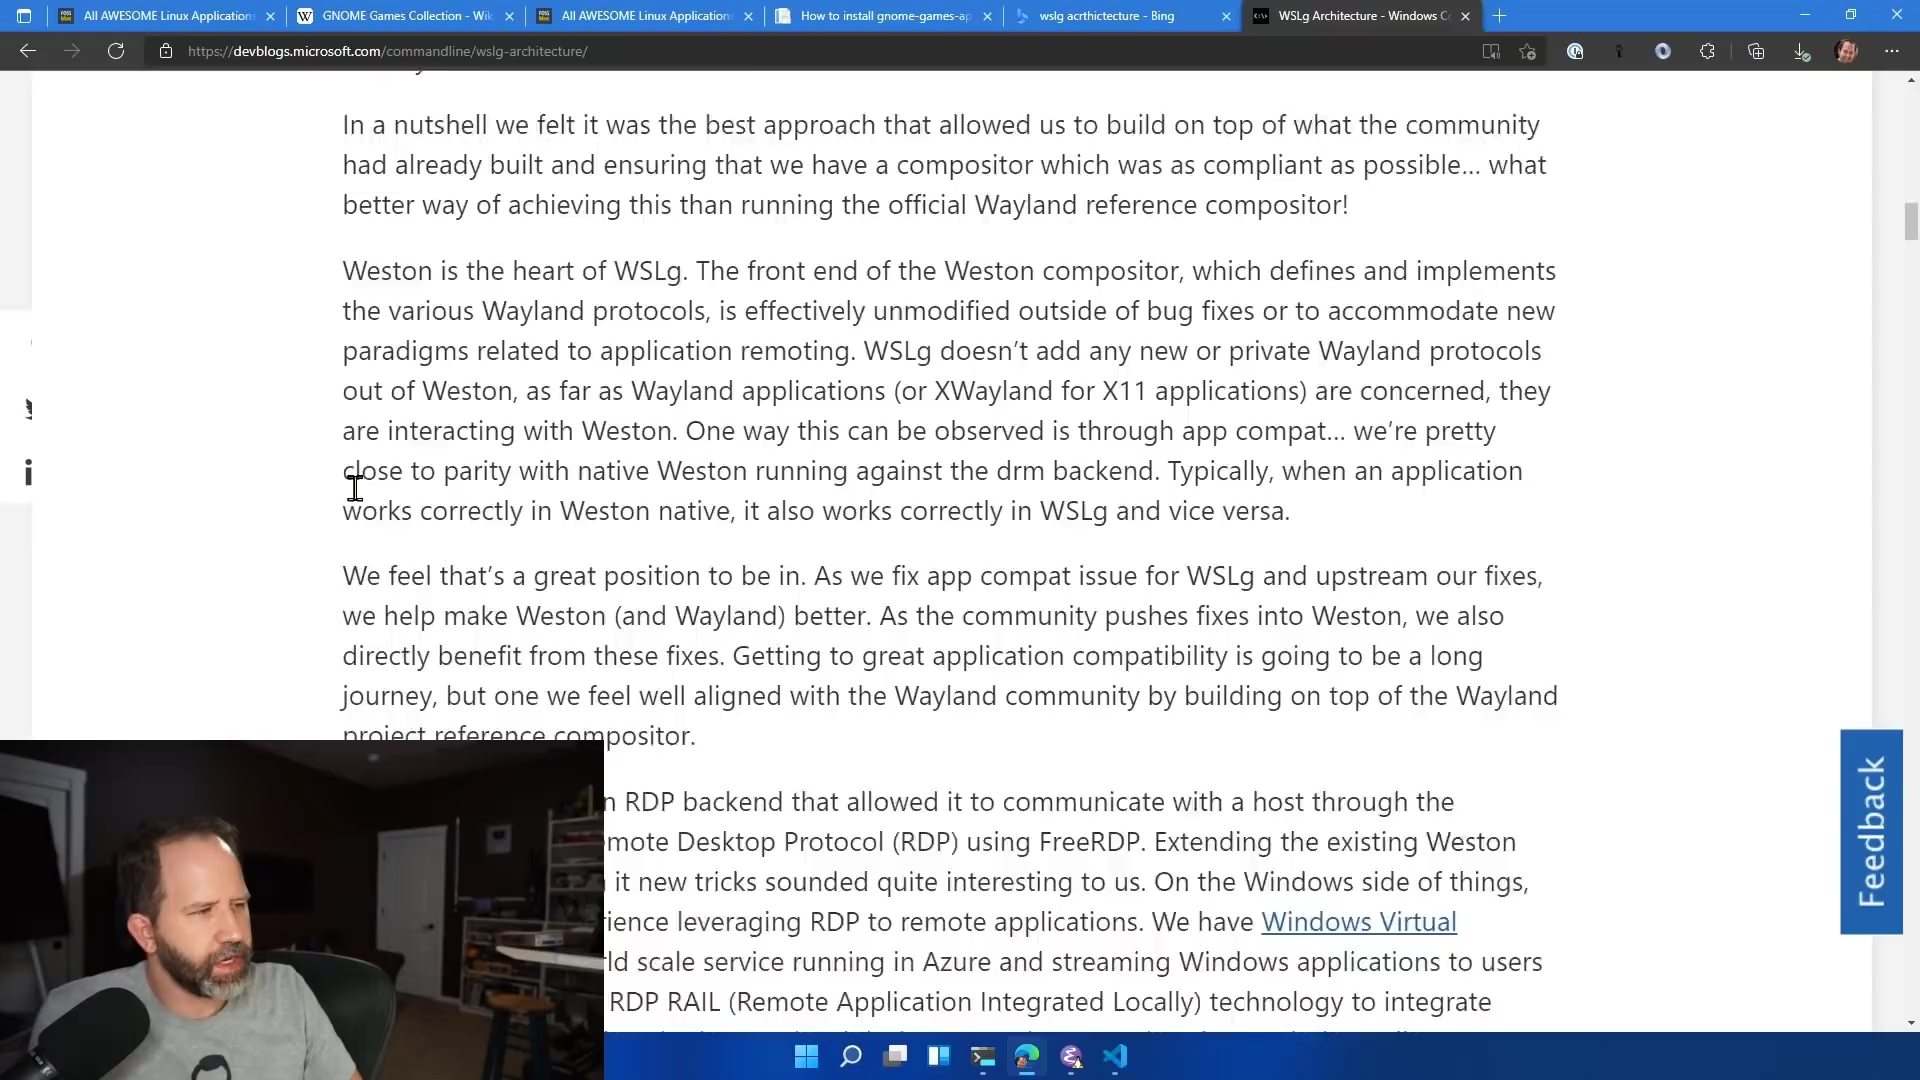 All AWESOME Linux Applications
GNOME Games Collection - Wik
All AWESOME Linux Applications
How to install gnome-games-ap
wslg acrthictecture - Bing
WSLg Architecture - Windows Co
https://devblogs.microsoft.com/commandline/wslg-architecture/
In a nutshell we felt it was the best approach that allowed us to build on top of what the community
had already built and ensuring that we have a compositor which was as compliant as possible… what
better way of achieving this than running the official Wayland reference compositor!
Weston is the heart of WSLg. The front end of the Weston compositor, which defines and implements
the various Wayland protocols, is effectively unmodified outside of bug fixes or to accommodate new
paradigms related to application remoting. WSLg doesn’t add any new or private Wayland protocols
out of Weston, as far as Wayland applications (or XWayland for X11 applications) are concerned, they
are interacting with Weston. One way this can be observed is through app compat… we’re pretty
close to parity with native Weston running against the drm backend. Typically, when an application
works correctly in Weston native, it also works correctly in WSLg and vice versa.
We feel that’s a great position to be in. As we fix app compat issue for WSLg and upstream our fixes,
we help make Weston (and Wayland) better. As the community pushes fixes into Weston, we also
directly benefit from these fixes. Getting to great application compatibility is going to be a long
journey, but one we feel well aligned with the Wayland community by building on top of the Wayland
project reference compositor.
n RDP backend that allowed it to communicate with a host through the
mote Desktop Protocol (RDP) using FreeRDP. Extending the existing Weston
it new tricks sounded quite interesting to us. On the Windows side of things,
ience leveraging RDP to remote applications. We have Windows Virtual
ld scale service running in Azure and streaming Windows applications to users
RDP RAIL (Remote Application Integrated Locally) technology to integrate
Feedback